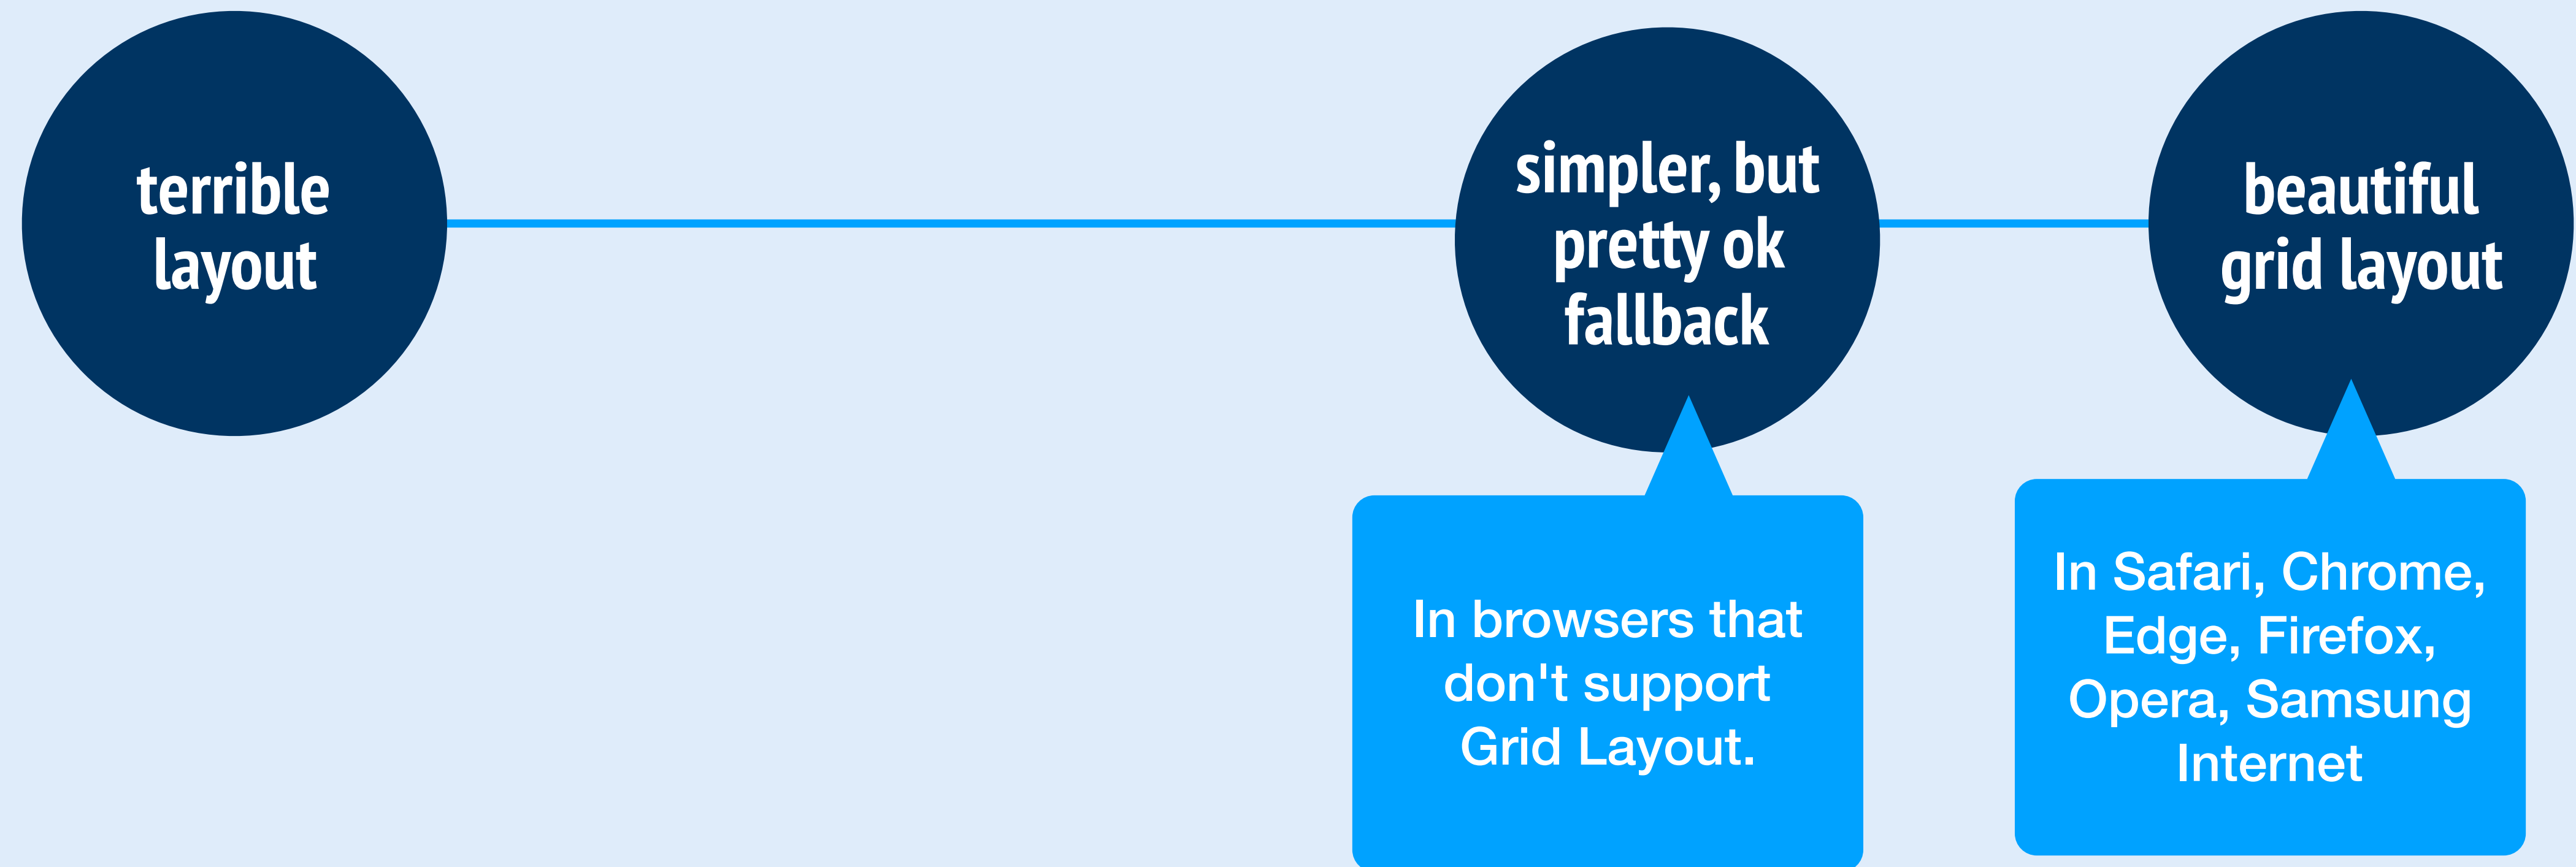 terrible
layout
simpler, but
pretty ok
fallback
beautiful
grid layout
In browsers that
don't support
Grid Layout.
In Safari, Chrome,
Edge, Firefox,
Opera, Samsung
Internet